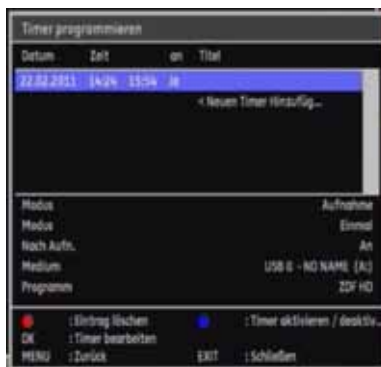 Timer programmieren
Datum Zeit an Titel
22.02.2011 14:24 15:54 Ja
< Neuen Timer Hinzufüg...
Modus Aufnahme
Modus Einmal
Nach Aufn. An
Medium USB 0 - NO NAME (A:)
Programm ZDF HD
: Eintrag löschen : Timer aktivieren / deaktiv..
OK : Timer bearbeiten
MENU : Zurück EXIT : Schließen